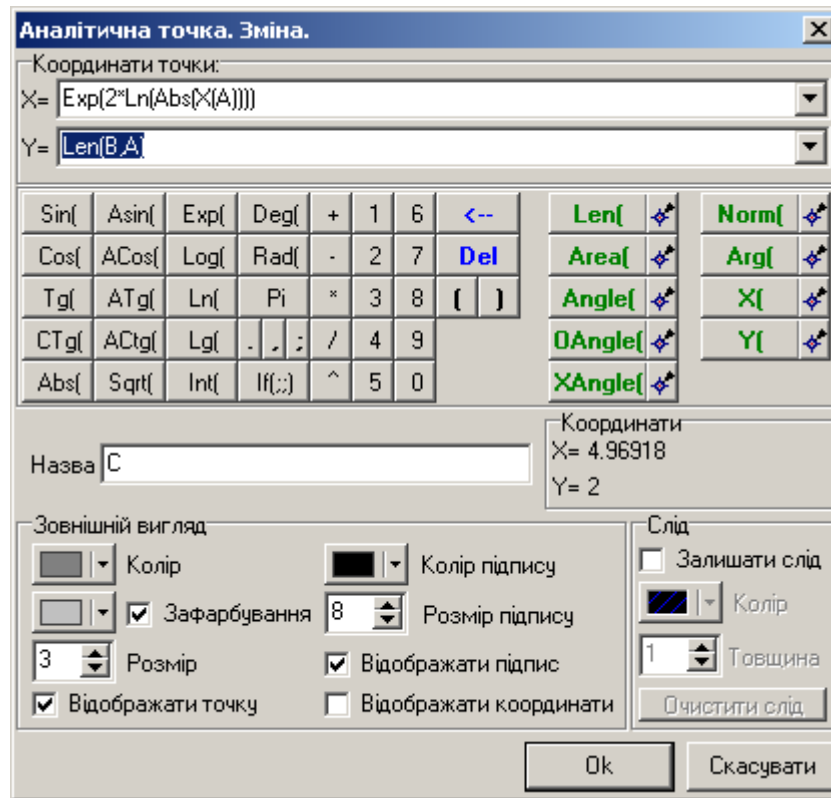 Аналітична точка. Зміна.
Координати точки:
X= Exp(2*Ln(Abs(X(A))))
Y= Len(B,A)
Sin( Asin( Exp( Deg( + 1 6 <-- Len( Norm(
Cos( ACos( Log( Rad( - 2 7 Del Area( Arg(
Tg( ATg( Ln( Pi * 3 8 ( ) Angle( X(
CTg( ACtg( Lg( . , ; / 4 9 OAngle( Y(
Abs( Sqrt( Int( If(;;) ^ 5 0 XAngle(
Назва C
Координати
X= 4.96918
Y= 2
Зовнішній вигляд
Колір Колір підпису
Зафарбування 8 Розмір підпису
3 Розмір Відображати підпис
Відображати точку Відображати координати
Слід
Залишати слід
Колір
1 Товщина
Очистити слід
Ok Скасувати